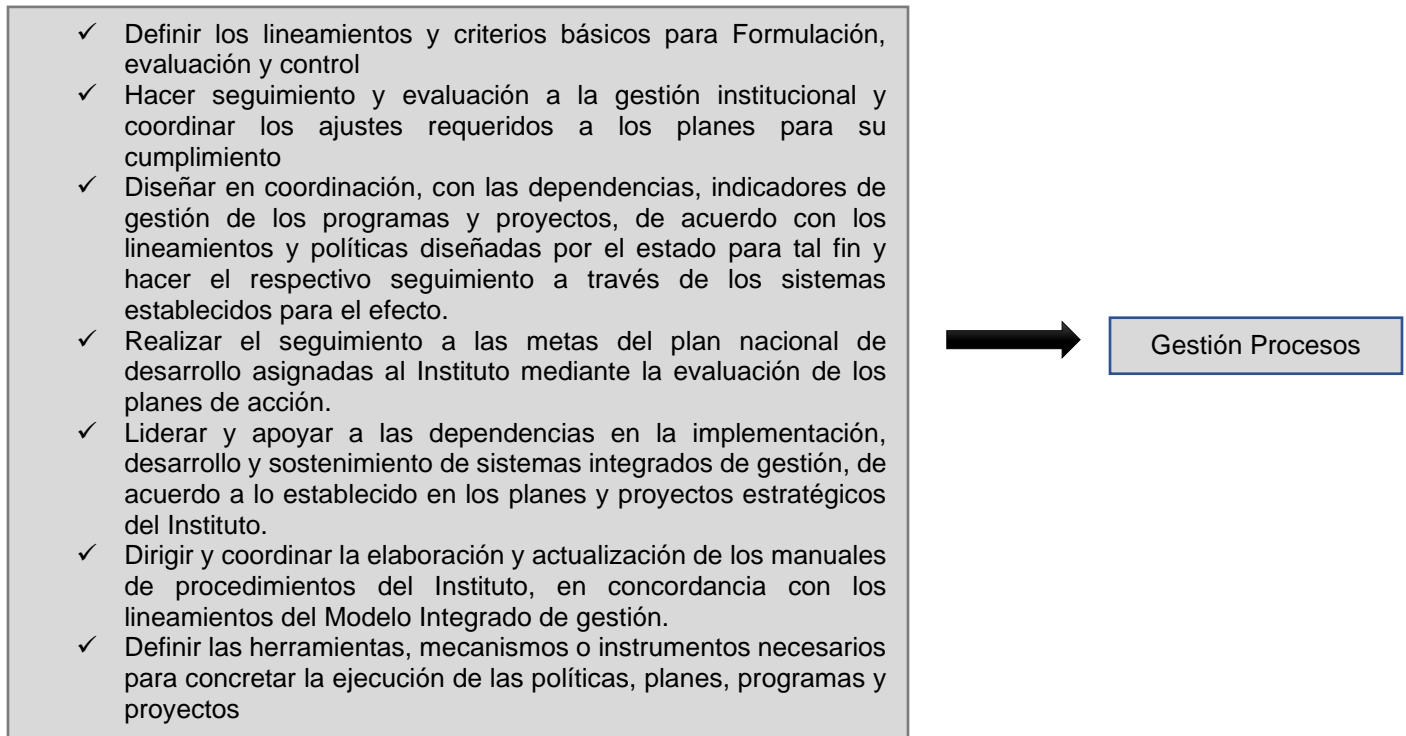 ✓ Definir los lineamientos y criterios básicos para Formulación,
evaluación y control
✓ Hacer seguimiento y evaluación a la gestión institucional y
coordinar los ajustes requeridos a los planes para su
cumplimiento
✓ Diseñar en coordinación, con las dependencias, indicadores de
gestión de los programas y proyectos, de acuerdo con los
lineamientos y políticas diseñadas por el estado para tal fin y
hacer el respectivo seguimiento a través de los sistemas
establecidos para el efecto.
✓ Realizar el seguimiento a las metas del plan nacional de
desarrollo asignadas al Instituto mediante la evaluación de los
planes de acción.
✓ Liderar y apoyar a las dependencias en la implementación,
desarrollo y sostenimiento de sistemas integrados de gestión, de
acuerdo a lo establecido en los planes y proyectos estratégicos
del Instituto.
✓ Dirigir y coordinar la elaboración y actualización de los manuales
de procedimientos del Instituto, en concordancia con los
lineamientos del Modelo Integrado de gestión.
✓ Definir las herramientas, mecanismos o instrumentos necesarios
para concretar la ejecución de las políticas, planes, programas y
proyectos
Gestión Procesos